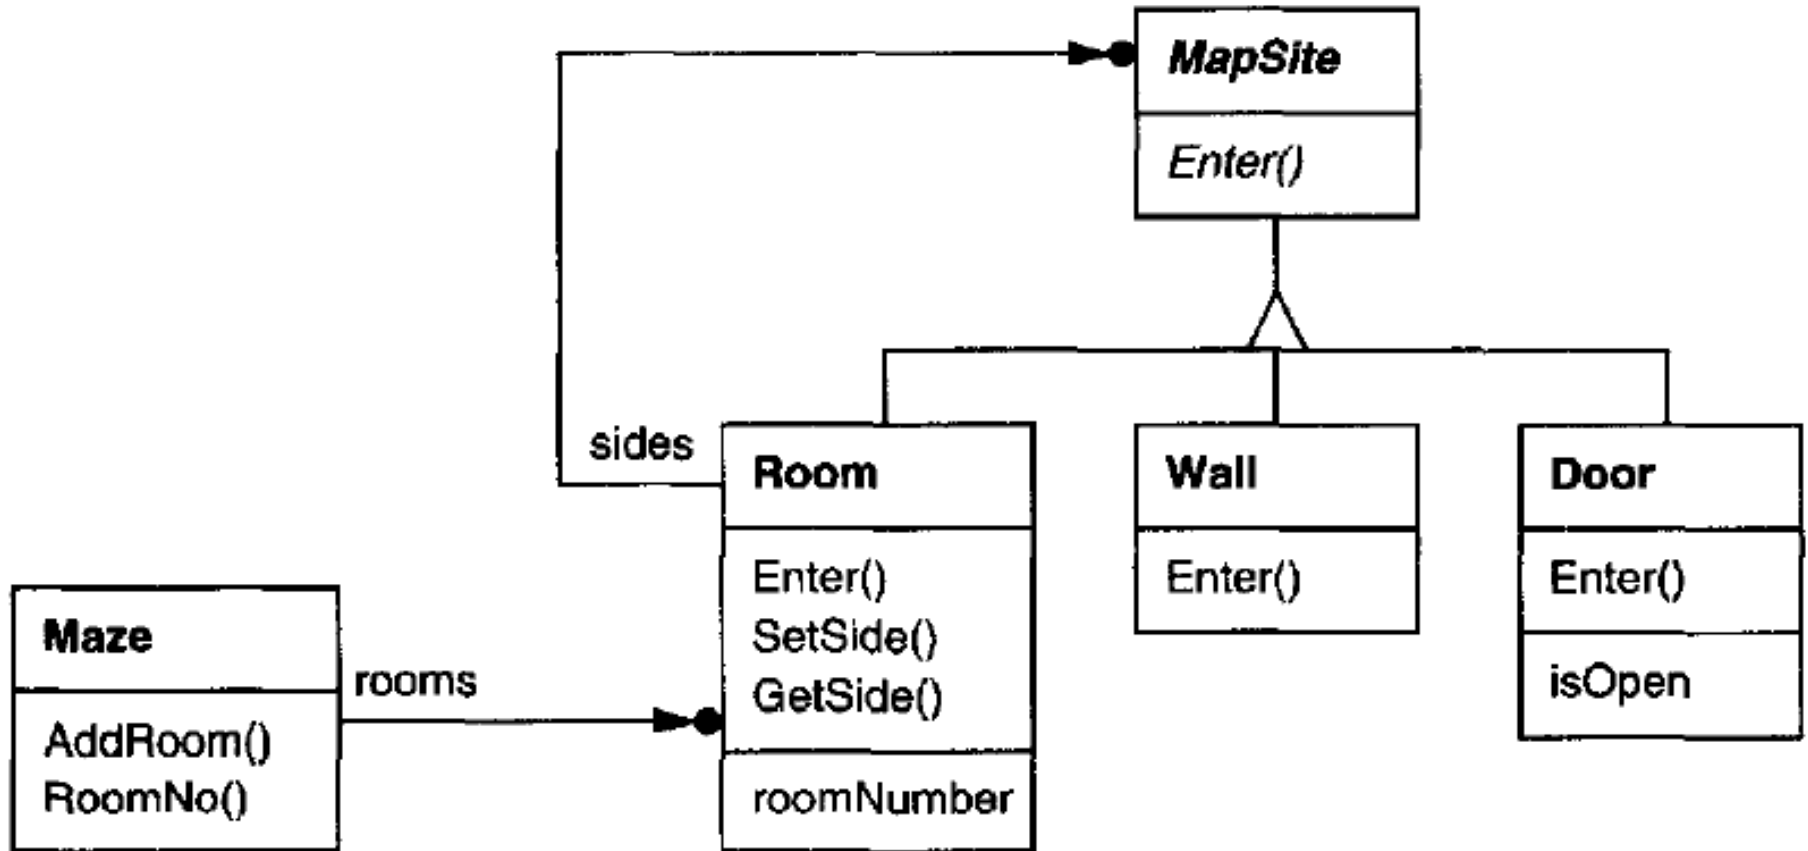 MapSite
Enter()
sides
Room
Enter()
SetSide()
GetSide()
roomNumber
Wall
Enter()
Door
Enter()
isOpen
Maze
AddRoom()
RoomNo()
rooms